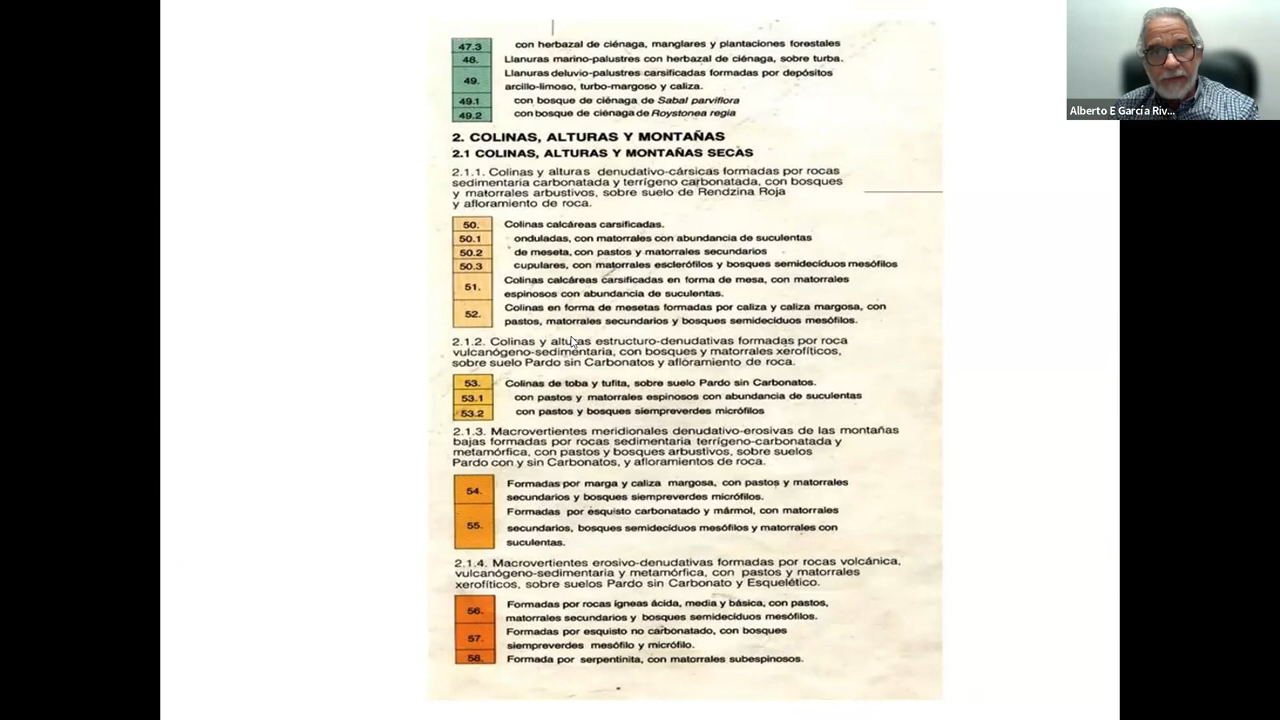 47.3 con herbazal de ciénaga, manglares y plantaciones forestales
48. Llanuras marino-palustres con herbazal de ciénaga, sobre turba.
49. Llanuras deluvio-palustres carsificadas formadas por depósitos
arcillo-limoso, turbo-margoso y caliza.
49.1 con bosque de ciénaga de Sabal parviflora
49.2 con bosque de ciénaga de Roystonea regia
2. COLINAS, ALTURAS Y MONTAÑAS
2.1 COLINAS, ALTURAS Y MONTAÑAS SECAS
2.1.1. Colinas y alturas denudativo-cársicas formadas por rocas
sedimentaria carbonatada y terrígeno carbonatada, con bosques
y matorrales arbustivos, sobre suelo de Rendzina Roja
y afloramiento de roca.
50. Colinas calcáreas carsificadas.
50.1 onduladas, con matorrales con abundancia de suculentas
50.2 de meseta, con pastos y matorrales secundarios
50.3 cupulares, con matorrales esclerófilos y bosques semidecíduos mesófilos
51. Colinas calcáreas carsificadas en forma de mesa, con matorrales
espinosos con abundancia de suculentas.
52. Colinas en forma de mesetas formadas por caliza y caliza margosa, con
pastos, matorrales secundarios y bosques semidecíduos mesófilos.
2.1.2. Colinas y alturas estructuro-denudativas formadas por roca
vulcanógeno-sedimentaria, con bosques y matorrales xerofíticos,
sobre suelo Pardo sin Carbonatos y afloramiento de roca.
53. Colinas de toba y tufita, sobre suelo Pardo sin Carbonatos.
53.1 con pastos y matorrales espinosos con abundancia de suculentas
53.2 con pastos y bosques siempreverdes micrófilos
2.1.3. Macrovertientes meridionales denudativo-erosivas de las montañas
bajas formadas por rocas sedimentaria terrígeno-carbonatada y
metamórfica, con pastos y bosques arbustivos, sobre suelos
Pardo con y sin Carbonatos, y afloramientos de roca.
54. Formadas por marga y caliza margosa, con pastos y matorrales
secundarios y bosques siempreverdes micrófilos.
55. Formadas por esquisto carbonatado y mármol, con matorrales
secundarios, bosques semidecíduos mesófilos y matorrales con
suculentas.
2.1.4. Macrovertientes erosivo-denudativas formadas por rocas volcánica,
vulcanógeno-sedimentaria y metamórfica, con pastos y matorrales
xerofíticos, sobre suelos Pardo sin Carbonato y Esquelético.
56. Formadas por rocas ígneas ácida, media y básica, con pastos,
matorrales secundarios y bosques semidecíduos mesófilos.
57. Formadas por esquisto no carbonatado, con bosques
siempreverdes mesófilo y micrófilo.
58. Formada por serpentinita, con matorrales subespinosos.
Alberto E García Riv...